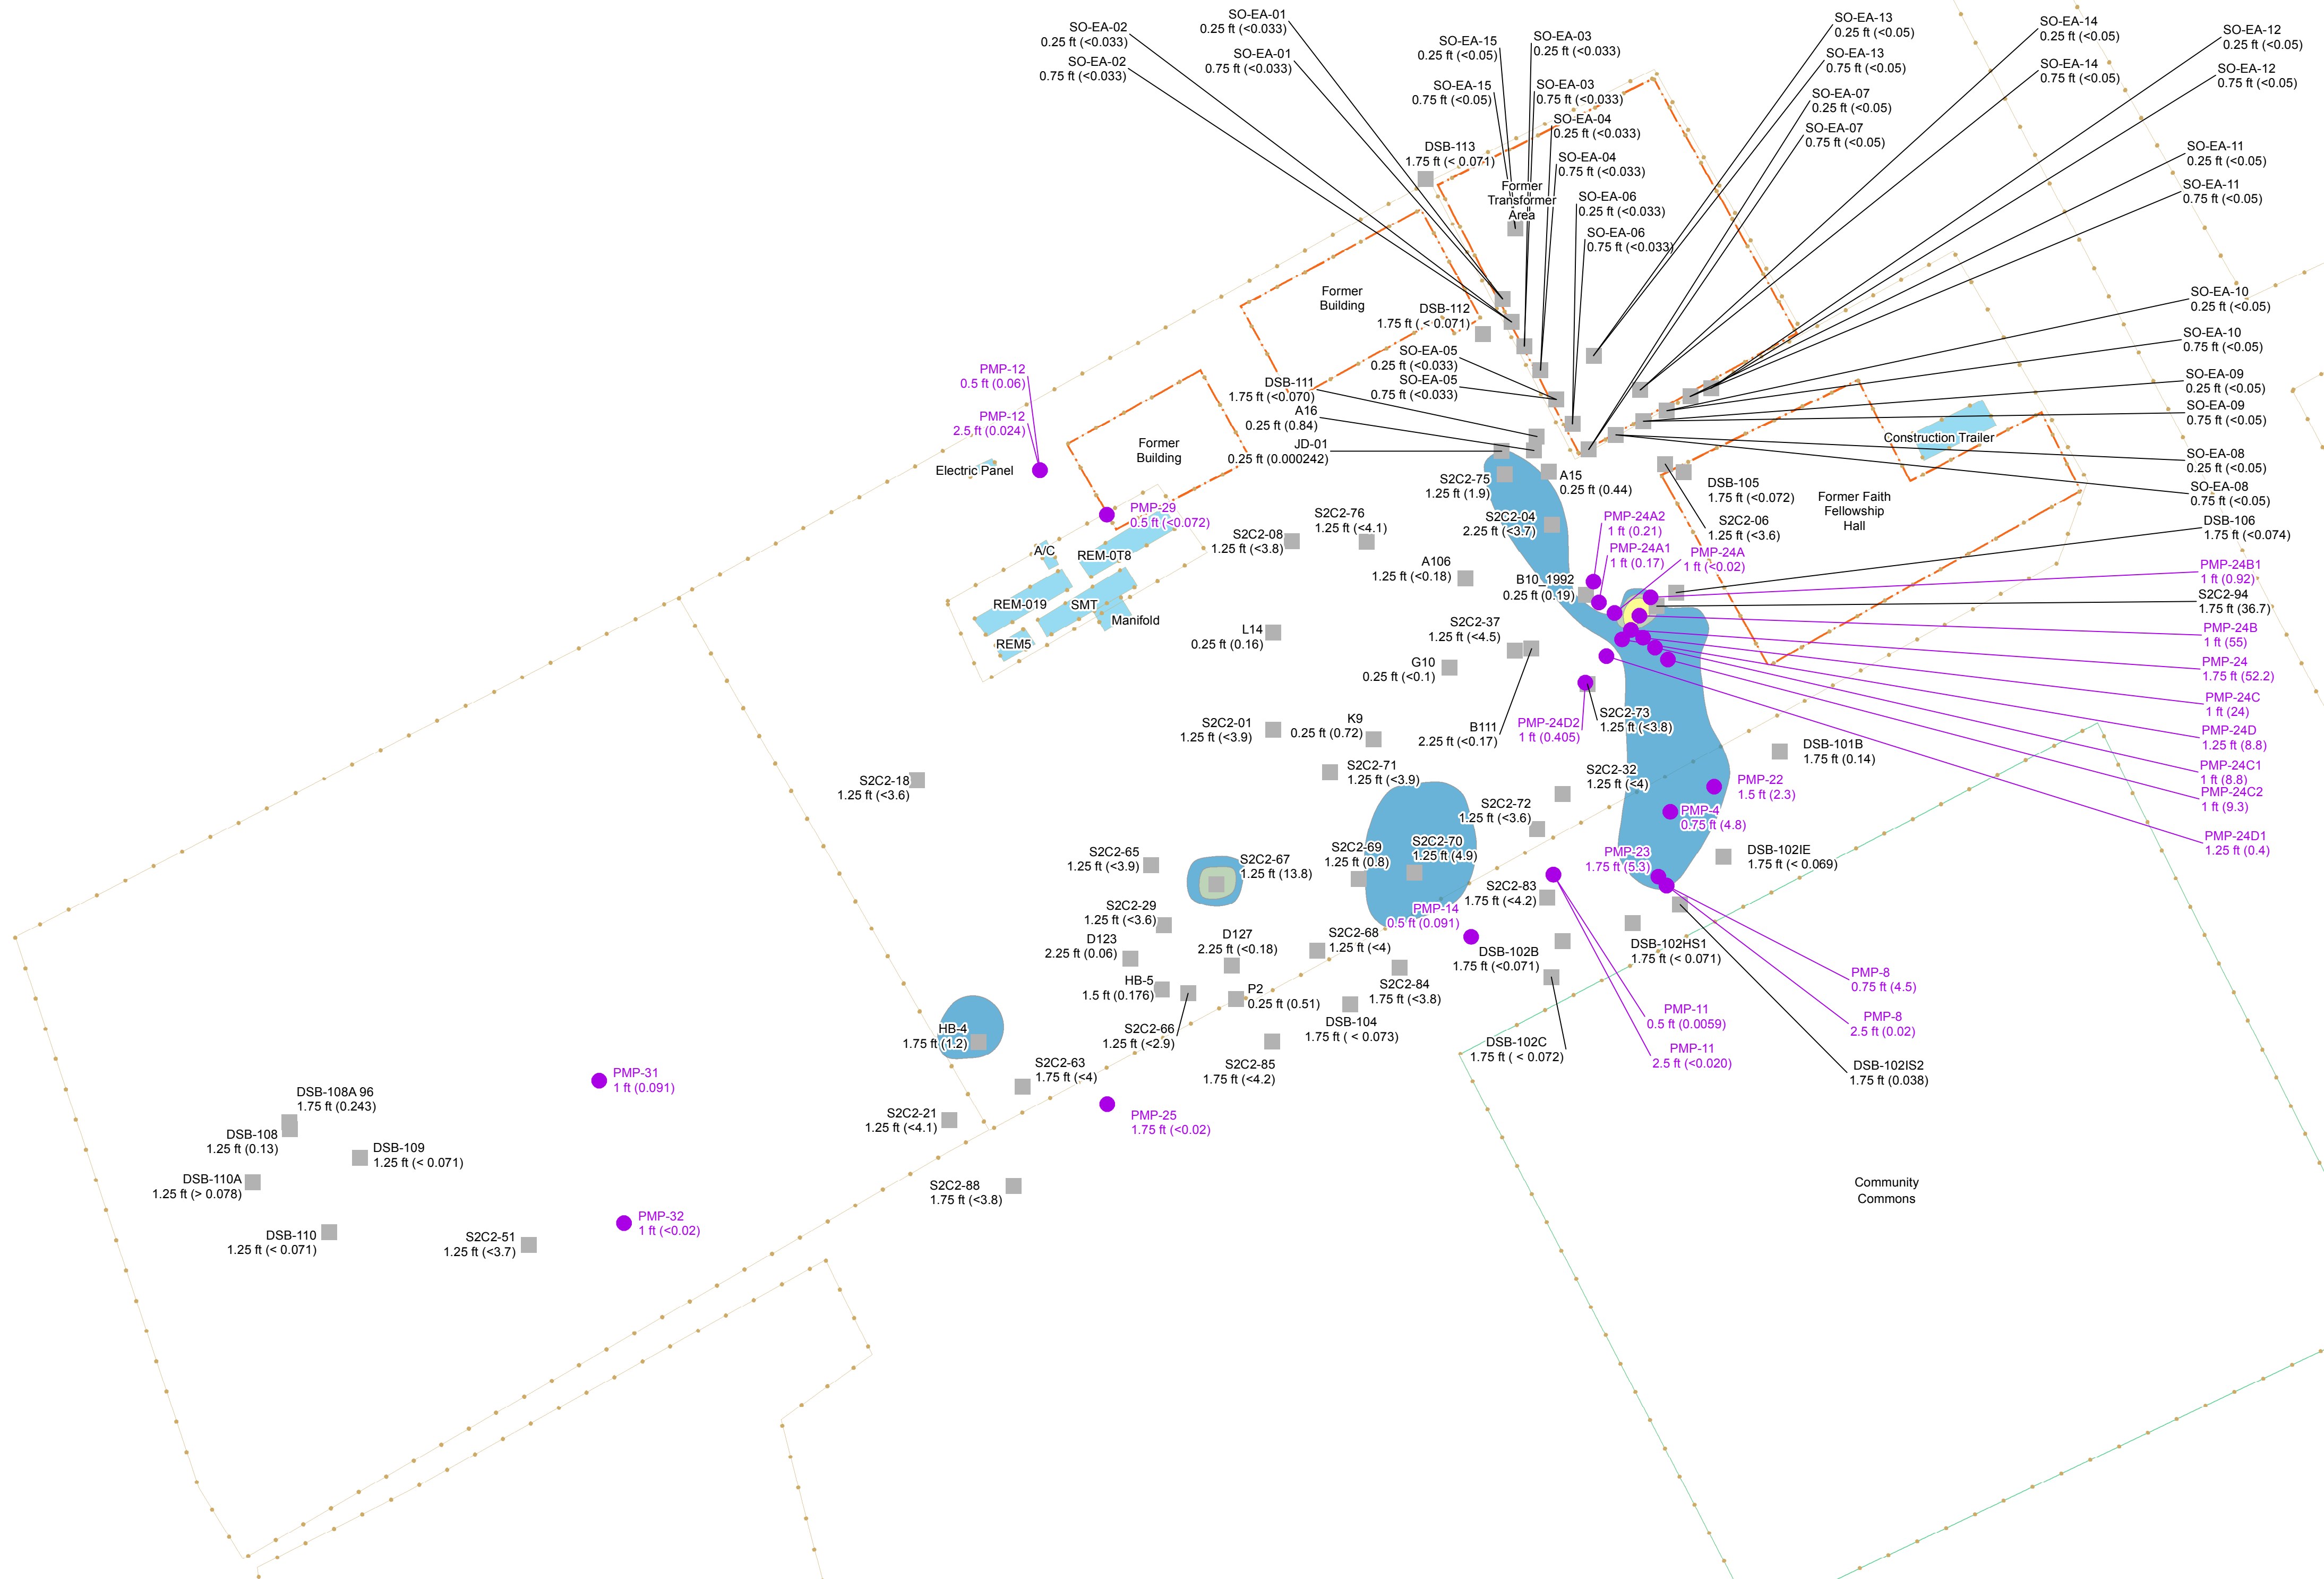 SO-EA-02
0.25 ft (<0.033)
SO-EA-02
0.75 ft (<0.033)
SO-EA-01
0.25 ft (<0.033)
SO-EA-01
0.75 ft (<0.033)
SO-EA-15
0.25 ft (<0.05)
SO-EA-15
0.75 ft (<0.05)
SO-EA-03
0.25 ft (<0.033)
SO-EA-03
0.75 ft (<0.033)
SO-EA-04
0.25 ft (<0.033)
SO-EA-04
0.75 ft (<0.033)
SO-EA-06
0.25 ft (<0.033)
SO-EA-06
0.75 ft (<0.033)
SO-EA-13
0.25 ft (<0.05)
SO-EA-13
0.75 ft (<0.05)
SO-EA-07
0.25 ft (<0.05)
SO-EA-07
0.75 ft (<0.05)
SO-EA-14
0.25 ft (<0.05)
SO-EA-14
0.75 ft (<0.05)
SO-EA-12
0.25 ft (<0.05)
SO-EA-12
0.75 ft (<0.05)
SO-EA-11
0.25 ft (<0.05)
SO-EA-11
0.75 ft (<0.05)
SO-EA-10
0.25 ft (<0.05)
SO-EA-10
0.75 ft (<0.05)
SO-EA-09
0.25 ft (<0.05)
SO-EA-09
0.75 ft (<0.05)
SO-EA-08
0.25 ft (<0.05)
SO-EA-08
0.75 ft (<0.05)
DSB-106
1.75 ft (<0.074)
PMP-24B1
1 ft (0.92)
S2C2-94
1.75 ft (36.7)
PMP-24B
1 ft (55)
PMP-24
1.75 ft (52.2)
PMP-24C
1 ft (24)
PMP-24D
1.25 ft (8.8)
PMP-24C1
1 ft (8.8)
PMP-24C2
1 ft (9.3)
PMP-24D1
1.25 ft (0.4)
DSB-113
1.75 ft (< 0.071)
Former
Transformer
Area
Former
Building
DSB-112
1.75 ft (< 0.071)
SO-EA-05
0.25 ft (<0.033)
SO-EA-05
0.75 ft (<0.033)
DSB-111
1.75 ft (<0.070)
A16
0.25 ft (0.84)
JD-01
0.25 ft (0.000242)
PMP-12
0.5 ft (0.06)
PMP-12
2.5 ft (0.024)
Electric Panel
Former
Building
PMP-29
0.5 ft (<0.072)
A/C
REM-0T8
REM-019
SMT
Manifold
REM5
Construction Trailer
Former Faith
Fellowship
Hall
DSB-105
1.75 ft (<0.072)
S2C2-06
1.25 ft (<3.6)
A15
0.25 ft (0.44)
S2C2-75
1.25 ft (1.9)
S2C2-04
2.25 ft (<3.7)
S2C2-76
1.25 ft (<4.1)
S2C2-08
1.25 ft (<3.8)
A106
1.25 ft (<0.18)
PMP-24A2
1 ft (0.21)
PMP-24A1
1 ft (0.17)
PMP-24A
1 ft (<0.02)
B10_1992
0.25 ft (0.19)
L14
0.25 ft (0.16)
S2C2-37
1.25 ft (<4.5)
G10
0.25 ft (<0.1)
S2C2-01
1.25 ft (<3.9)
K9
0.25 ft (0.72)
B111
2.25 ft (<0.17)
PMP-24D2
1 ft (0.405)
S2C2-73
1.25 ft (<3.8)
S2C2-71
1.25 ft (<3.9)
S2C2-18
1.25 ft (<3.6)
S2C2-32
1.25 ft (<4)
DSB-101B
1.75 ft (0.14)
PMP-22
1.5 ft (2.3)
PMP-4
0.75 ft (4.8)
S2C2-72
1.25 ft (<3.6)
S2C2-65
1.25 ft (<3.9)
S2C2-67
1.25 ft (13.8)
S2C2-69
1.25 ft (0.8)
S2C2-70
1.25 ft (4.9)
PMP-23
1.75 ft (5.3)
DSB-102IE
1.75 ft (< 0.069)
S2C2-83
1.75 ft (<4.2)
PMP-14
0.5 ft (0.091)
S2C2-29
1.25 ft (<3.6)
D123
2.25 ft (0.06)
D127
2.25 ft (<0.18)
S2C2-68
1.25 ft (<4)
DSB-102B
1.75 ft (<0.071)
DSB-102HS1
1.75 ft (< 0.071)
HB-5
1.5 ft (0.176)
P2
0.25 ft (0.51)
S2C2-84
1.75 ft (<3.8)
DSB-104
1.75 ft (< 0.073)
PMP-8
0.75 ft (4.5)
PMP-8
2.5 ft (0.02)
PMP-11
0.5 ft (0.0059)
PMP-11
2.5 ft (<0.020)
DSB-102C
1.75 ft (< 0.072)
DSB-102IS2
1.75 ft (0.038)
HB-4
1.75 ft (1.2)
S2C2-66
1.25 ft (<2.9)
S2C2-63
1.75 ft (<4)
S2C2-85
1.75 ft (<4.2)
PMP-31
1 ft (0.091)
DSB-108A 96
1.75 ft (0.243)
DSB-108
1.25 ft (0.13)
S2C2-21
1.25 ft (<4.1)
PMP-25
1.75 ft (<0.02)
DSB-109
1.25 ft (< 0.071)
DSB-110A
1.25 ft (> 0.078)
S2C2-88
1.75 ft (<3.8)
Community
Commons
PMP-32
1 ft (<0.02)
DSB-110
1.25 ft (< 0.071)
S2C2-51
1.25 ft (<3.7)